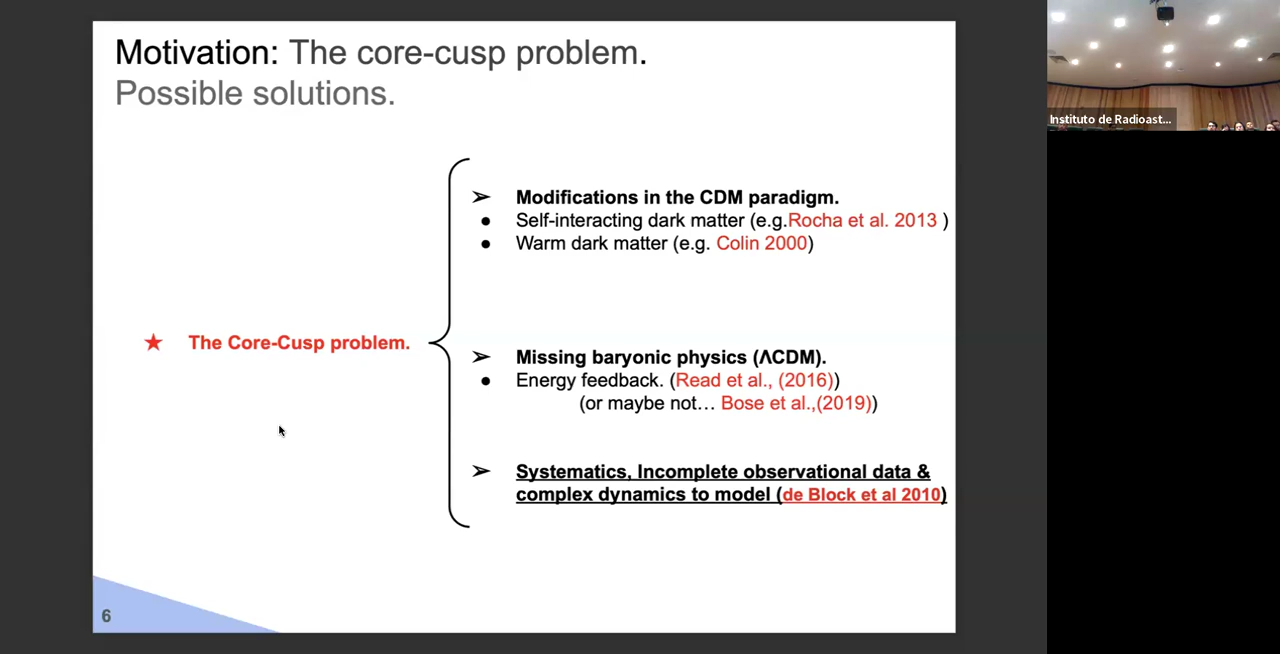 Motivation: The core-cusp problem.
Possible solutions.
Instituto de Radioast...
➢ Modifications in the CDM paradigm.
● Self-interacting dark matter (e.g.Rocha et al. 2013 )
● Warm dark matter (e.g. Colin 2000)
★ The Core-Cusp problem.
➢ Missing baryonic physics (ΛCDM).
● Energy feedback. (Read et al., (2016))
(or maybe not... Bose et al.,(2019))
➢ Systematics, Incomplete observational data &
complex dynamics to model (de Block et al 2010)
6